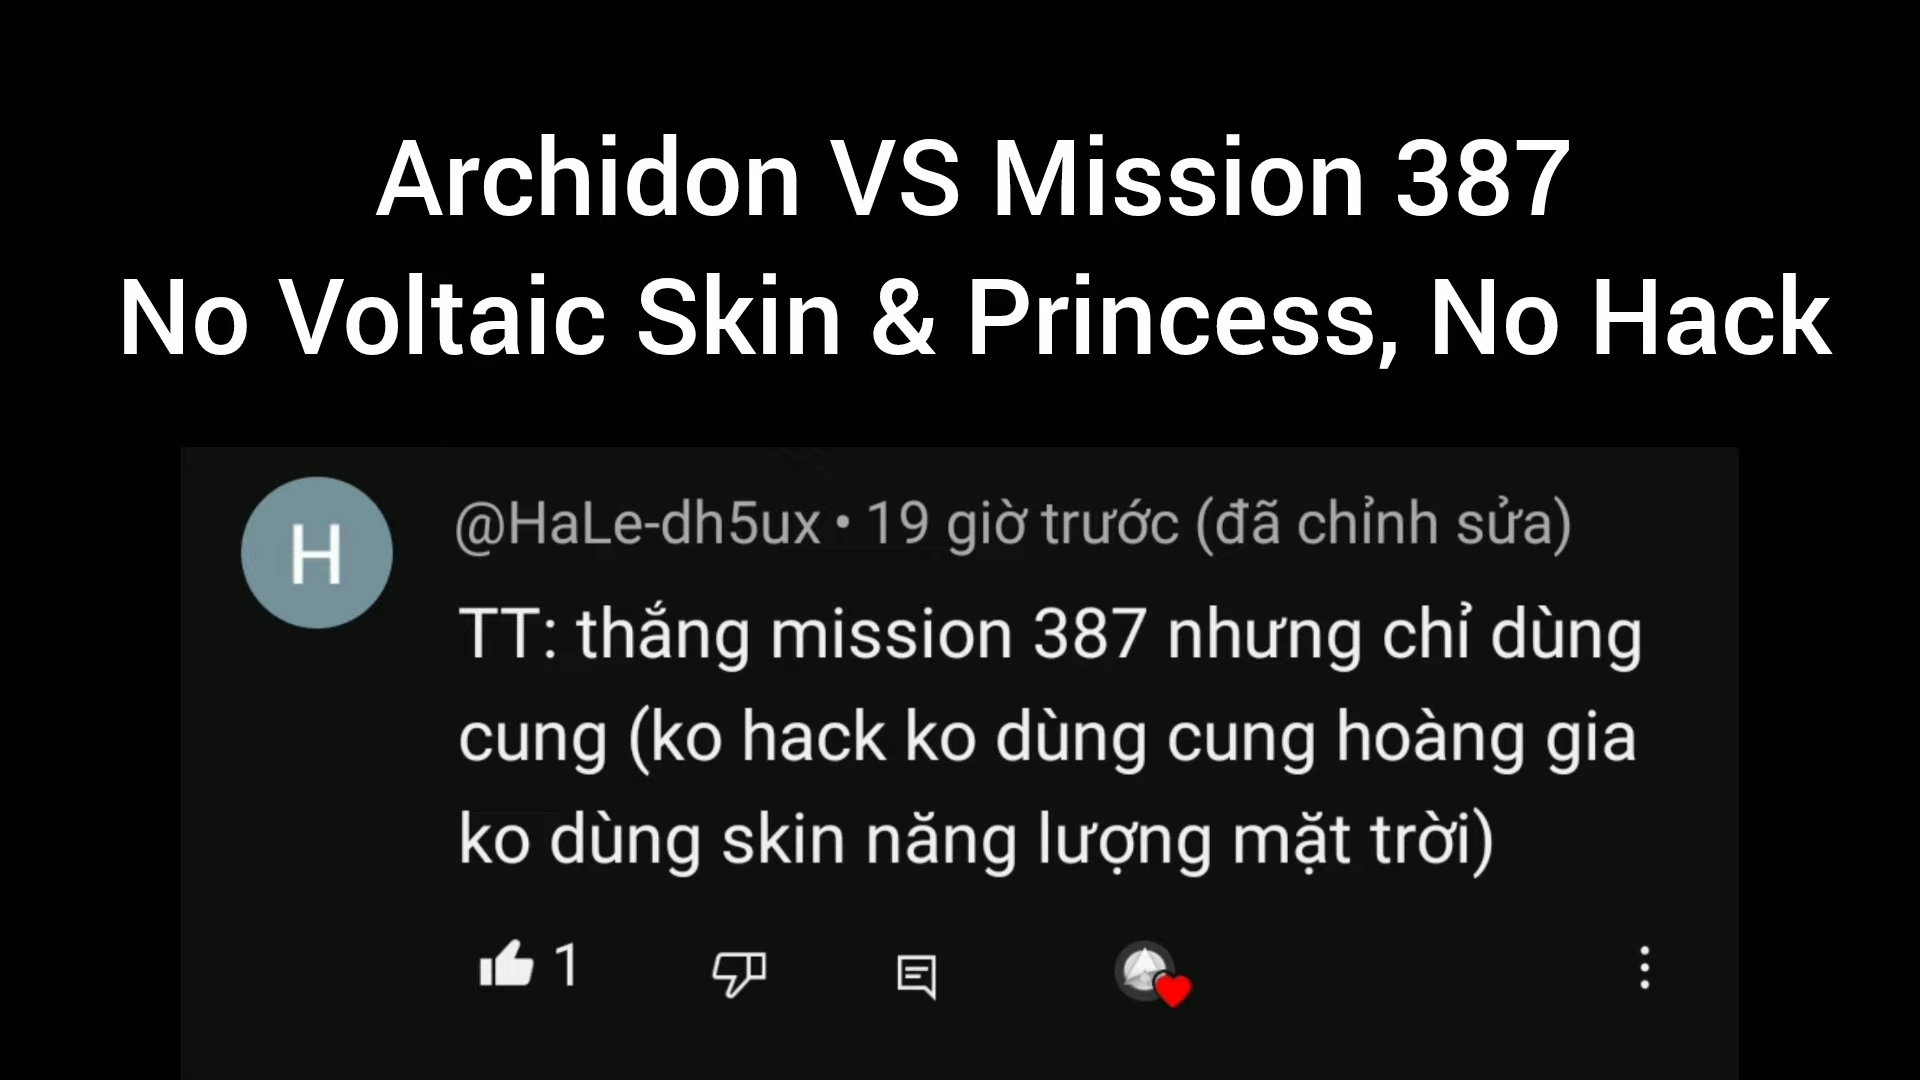 Archidon VS Mission 387
No Voltaic Skin & Princess, No Hack
H
@HaLe-dh5ux • 19 giờ trước (đã chỉnh sửa)
TT: thắng mission 387 nhưng chỉ dùng
cung (ko hack ko dùng cung hoàng gia
ko dùng skin năng lượng mặt trời)
1